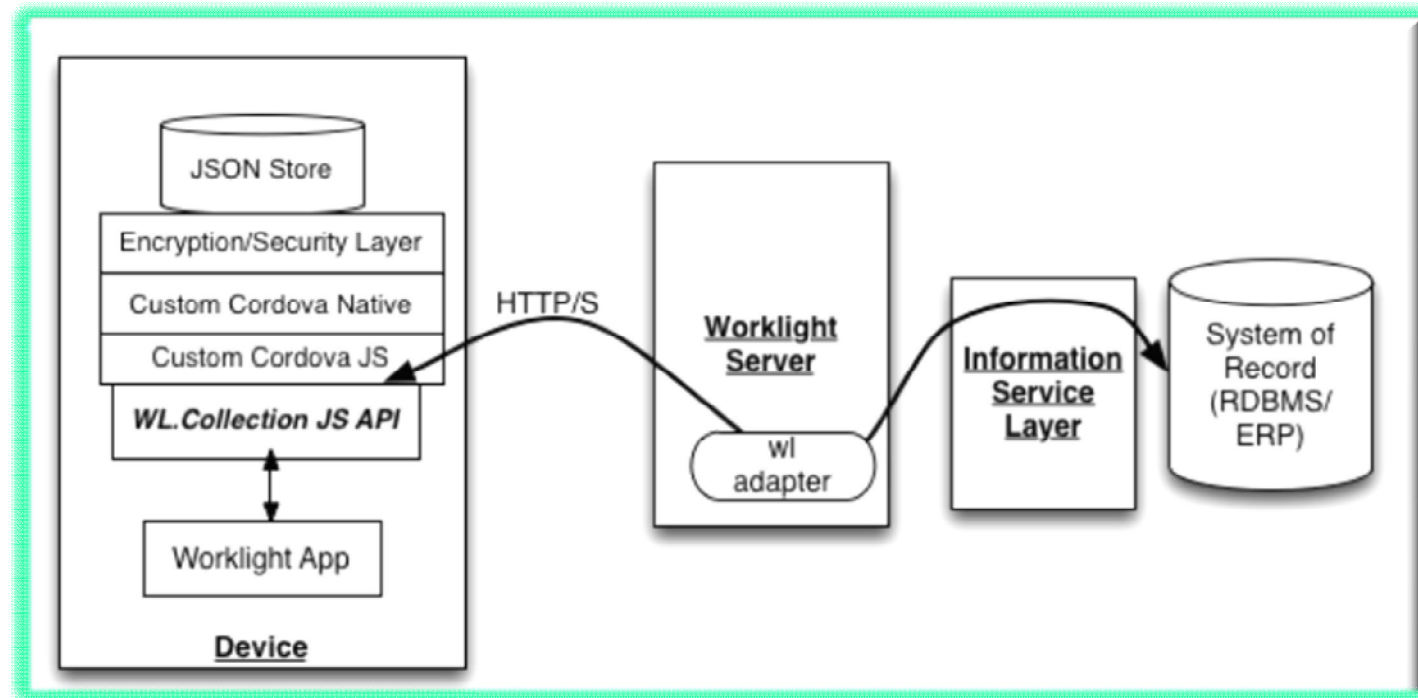 JSON Store
Encryption/Security Layer
Custom Cordova Native
Custom Cordova JS
WL.Collection JS API
Worklight App
Device
HTTP/S
Worklight
Server
wl
adapter
Information
Service
Layer
System of
Record
(RDBMS/
ERP)